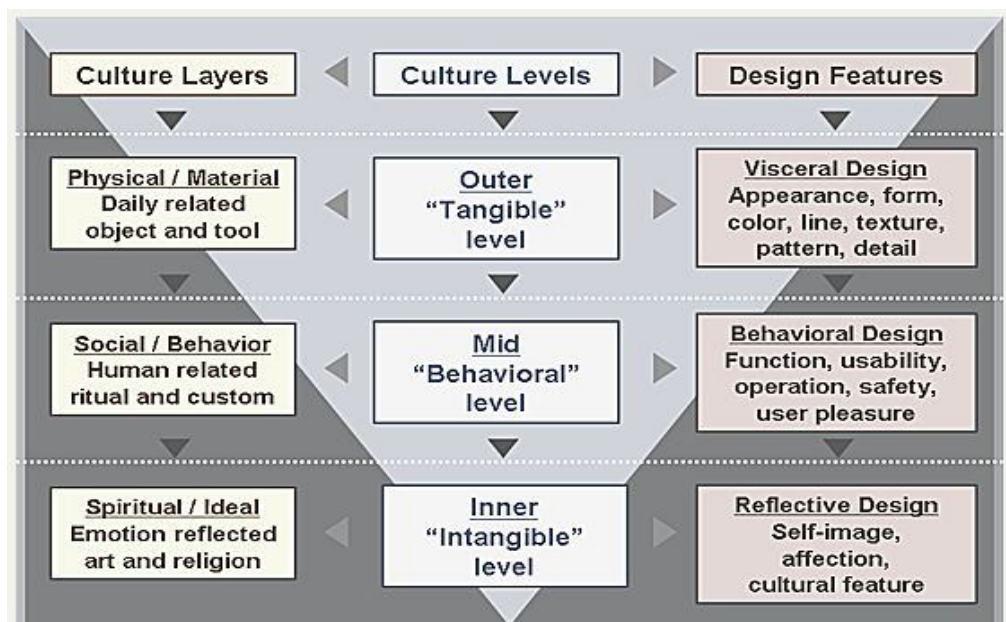 Culture Layers
Culture Levels
Design Features
Physical / Material
Daily related
object and tool
Outer
“Tangible”
level
Visceral Design
Appearance, form,
color, line, texture,
pattern, detail
Social / Behavior
Human related
ritual and custom
Mid
“Behavioral”
level
Behavioral Design
Function, usability,
operation, safety,
user pleasure
Spiritual / Ideal
Emotion reflected
art and religion
Inner
“Intangible”
level
Reflective Design
Self-image,
affection,
cultural feature